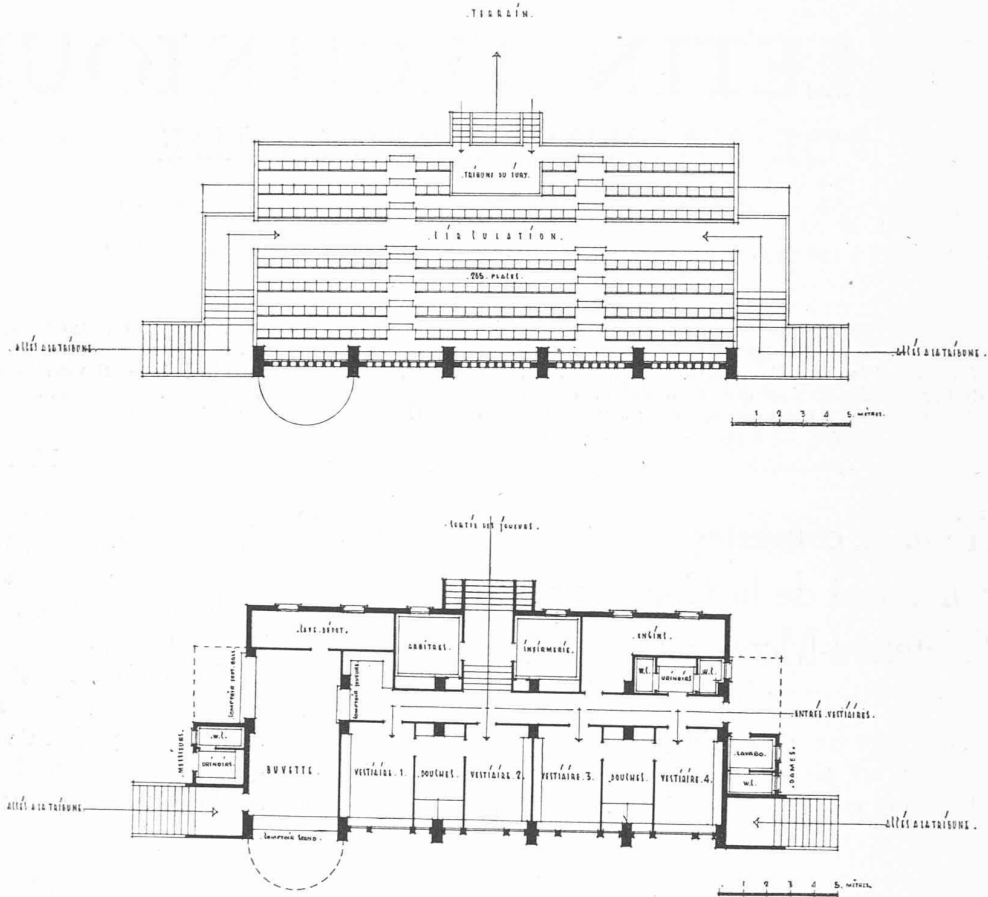 . TERRAIN .
. TRIBUNE DU JURY .
. CIRCULATION .
. 265 . PLACES .
. ACCÈS A LA TRIBUNE .
. ACCÈS A LA TRIBUNE .
1 2 3 4 5. MÈTRES .
. SORTIE DES JOUEURS .
. CAVE . DÉPÔT .
. ARBITRES .
. INFIRMERIE .
. ENGINS .
W.C.
URINOIRS
W.C.
. ENTRÉE . VESTIAIRES .
. MESSIEURS .
. W.C. .
URINOIRS
. BUVETTE .
VESTIAIRE . 1 .
. DOUCHES .
VESTIAIRE 2 .
VESTIAIRE . 3 .
DOUCHES .
VESTIAIRE . 4 .
LAVABO .
. W.C.
. DAMES .
ACCÈS A LA TRIBUNE .
. ACCÈS A LA TRIBUNE .
. COMPTOIR
. 1 2 3 4 5. MÈTRES .